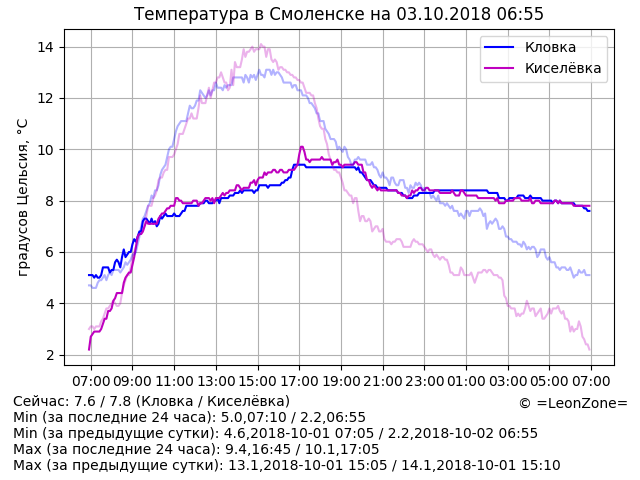 Температура в Смоленске на 03.10.2018 06:55
градусов Цельсия, °C
14
12
10
8
6
4
2
Кловка
Киселёвка
07:00 09:00 11:00 13:00 15:00 17:00 19:00 21:00 23:00 01:00 03:00 05:00 07:00
Сейчас: 7.6 / 7.8 (Кловка / Киселёвка)
© =LeonZone=
Min (за последние 24 часа): 5.0,07:10 / 2.2,06:55
Min (за предыдущие сутки): 4.6,2018-10-01 07:05 / 2.2,2018-10-02 06:55
Max (за последние 24 часа): 9.4,16:45 / 10.1,17:05
Max (за предыдущие сутки): 13.1,2018-10-01 15:05 / 14.1,2018-10-01 15:10